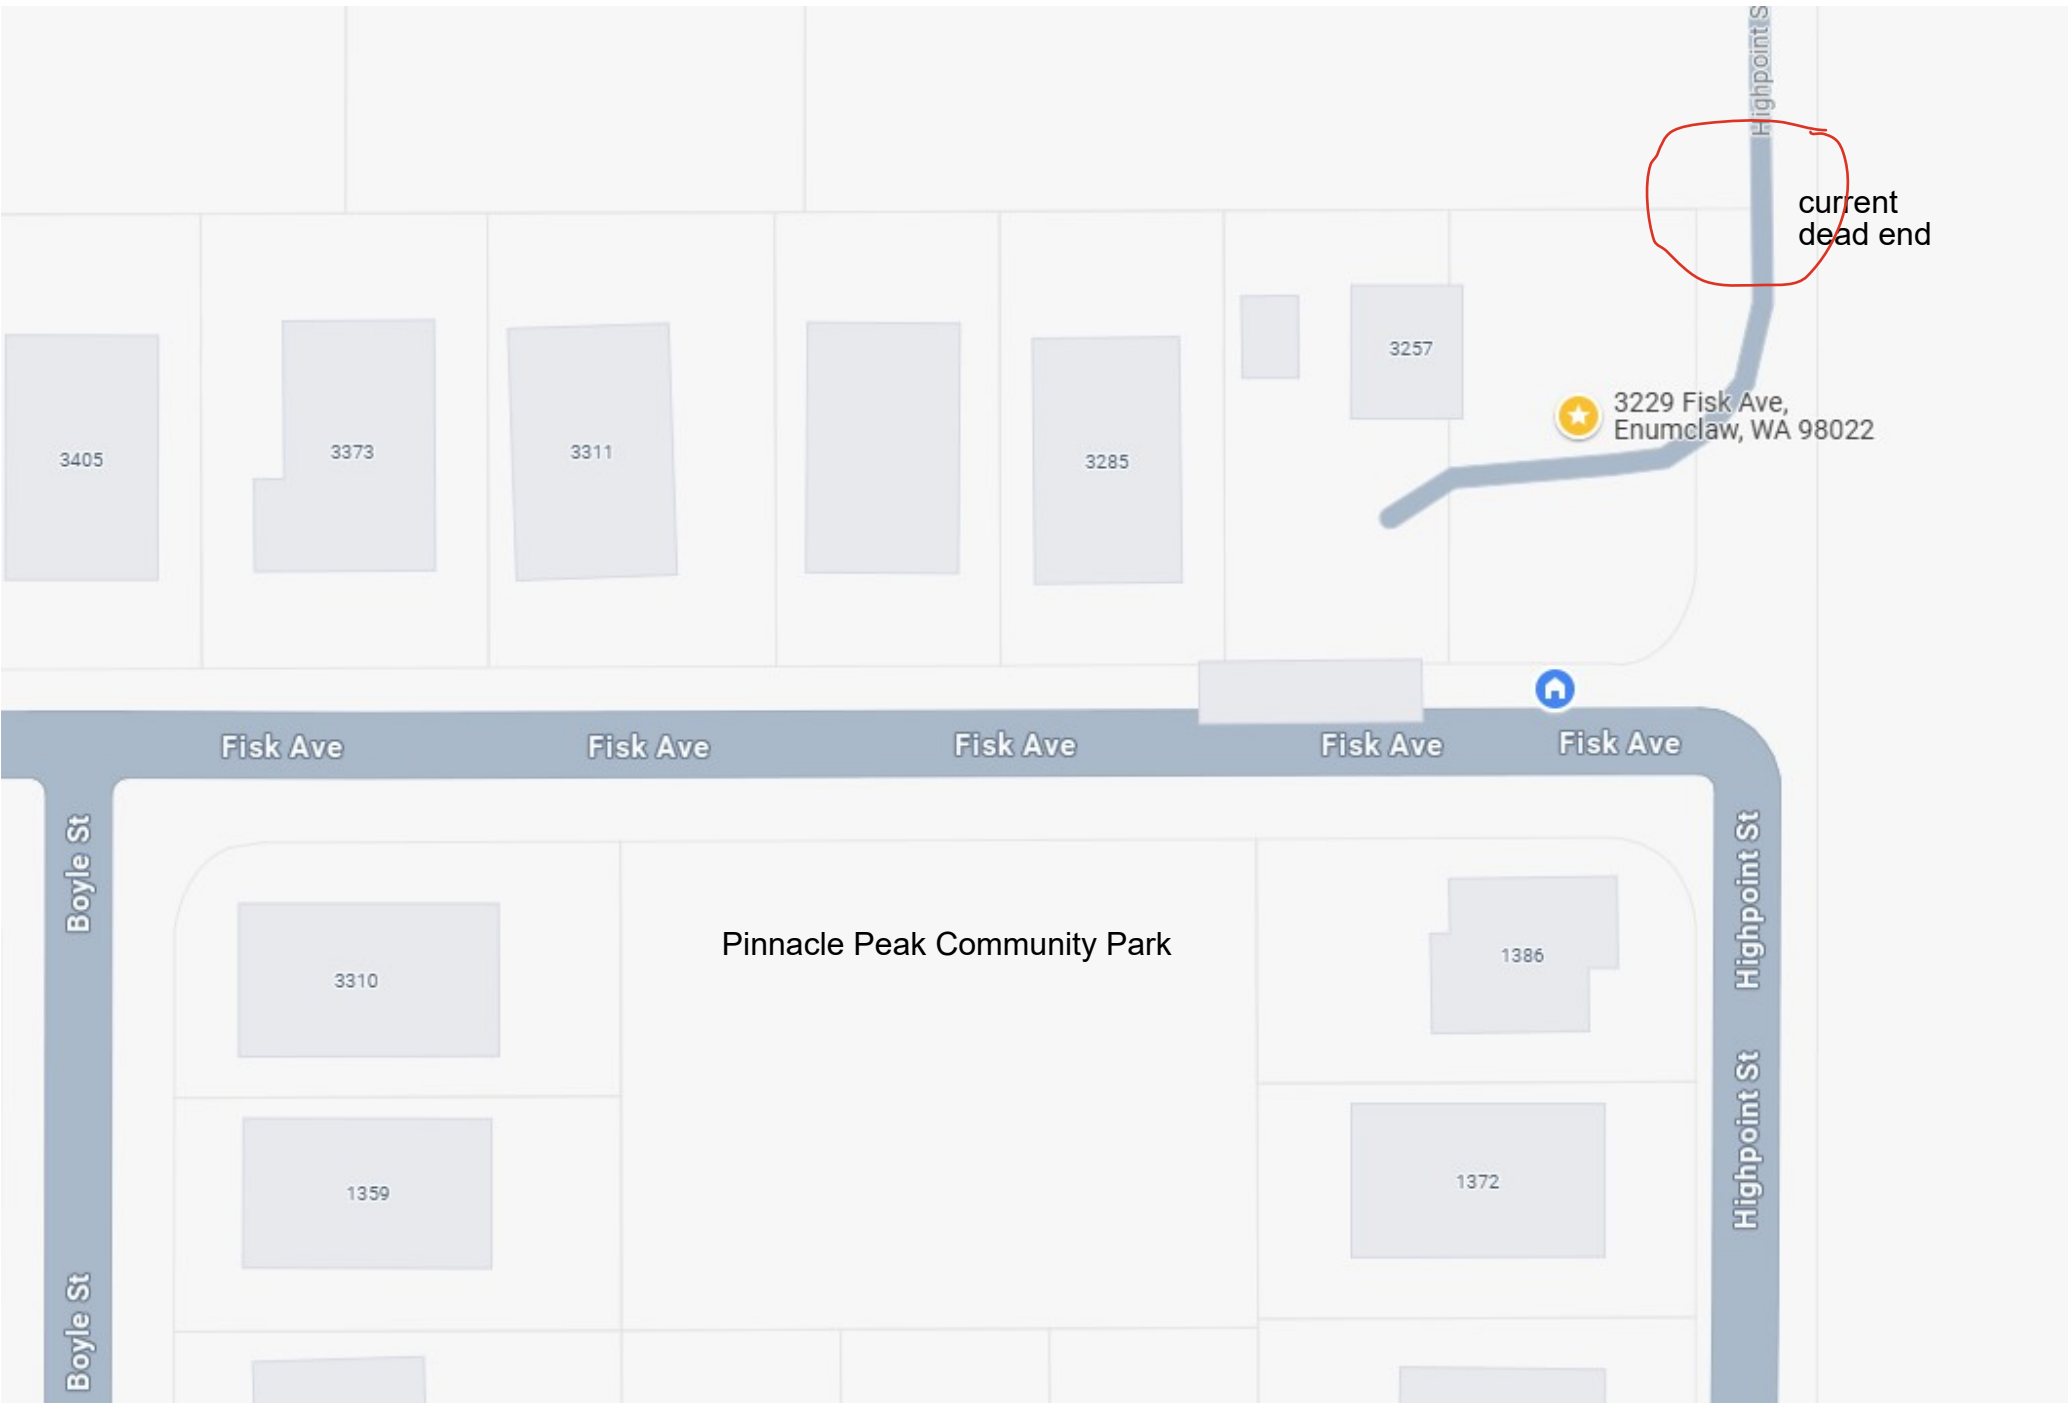 Highpoint S
current
dead end
3257
3229 Fisk Ave,
Enumclaw, WA 98022
3405
3373
3311
3285
Fisk Ave
Fisk Ave
Fisk Ave
Fisk Ave
Fisk Ave
Boyle St
Highpoint St
Pinnacle Peak Community Park
1386
3310
1359
1372
Highpoint St
Boyle St